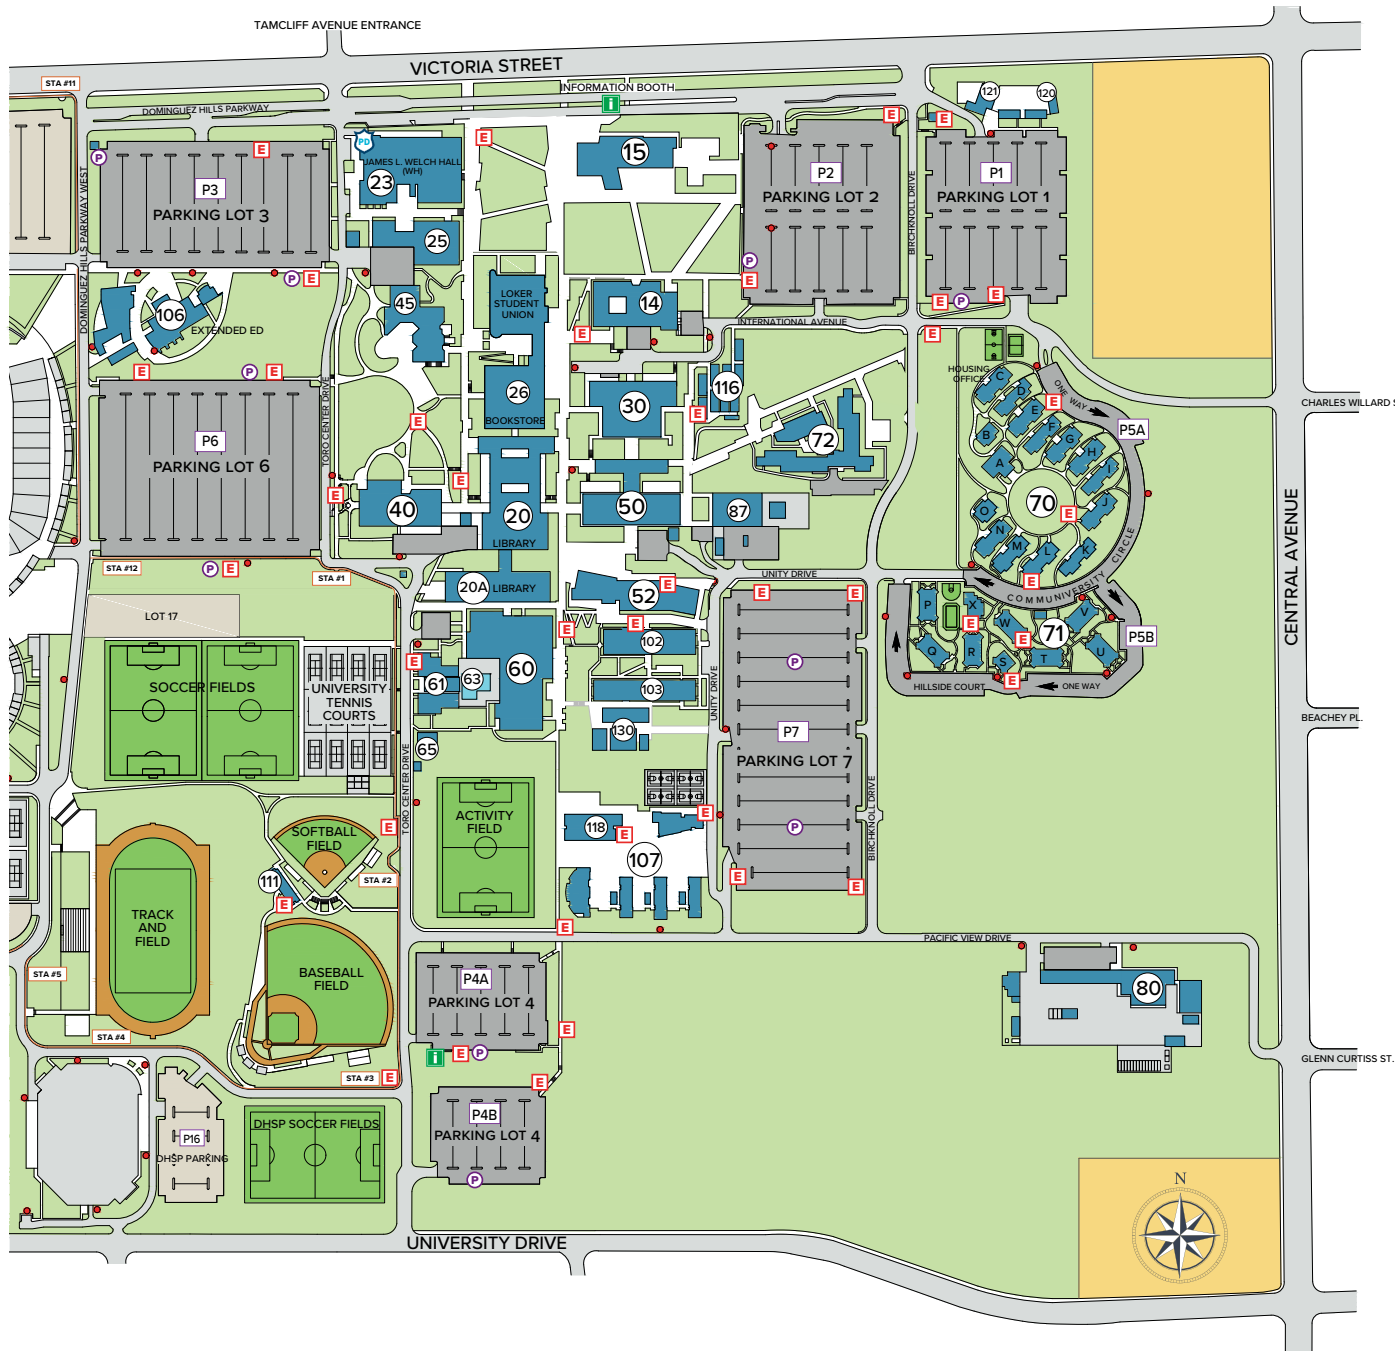 TAMCLIFF AVENUE ENTRANCE
VICTORIA STREET
STA #11
INFORMATION BOOTH
i
DOMINGUEZ HILLS PARKWAY
121
120
E
E
E
PD
JAMES L. WELCH HALL
(WH)
23
15
P
E
P3
PARKING LOT 3
P2
PARKING LOT 2
P1
PARKING LOT 1
DOMINGUEZ HILLS PARKWAY WEST
BIRCHKNOLL DRIVE
25
P
E
P
E
E
P
E
45
LOKER
STUDENT
UNION
14
106
EXTENDED ED
INTERNATIONAL AVENUE
E
E
E
P
E
HOUSING
OFFICE
C
D
ONE WAY
26
BOOKSTORE
30
116
E
E
E
E
P5A
CHARLES WILLARD S
TORO CENTER DRIVE
P6
PARKING LOT 6
72
B
F
G
H
A
I
E
E
40
20
LIBRARY
50
87
70
J
E
O
N
M
L
K
CENTRAL AVENUE
COMMUNIVERSITY CIRCLE
STA #12
P
E
STA #1
20A
LIBRARY
52
E
UNITY DRIVE
E
E
E
LOT 17
P
X
E
W
E
71
V
P5B
E
E
102
60
E
61
63
103
P
Q
R
S
T
U
E
HILLSIDE COURT
ONE WAY
SOCCER FIELDS
UNIVERSITY
TENNIS
COURTS
UNITY DRIVE
BEACHEY PL.
130
P7
PARKING LOT 7
65
TORO CENTER DRIVE
BIRCHKNOLL DRIVE
SOFTBALL
FIELD
E
ACTIVITY
FIELD
118
E
E
P
107
111
E
STA #2
E
E
TRACK
AND
FIELD
E
PACIFIC VIEW DRIVE
STA #5
BASEBALL
FIELD
P4A
PARKING LOT 4
80
STA #4
E
i
E
P
GLENN CURTISS ST.
STA #3
E
E
P4B
PARKING LOT 4
P16
DHSP PARKING
DHSP SOCCER FIELDS
P
N
UNIVERSITY DRIVE